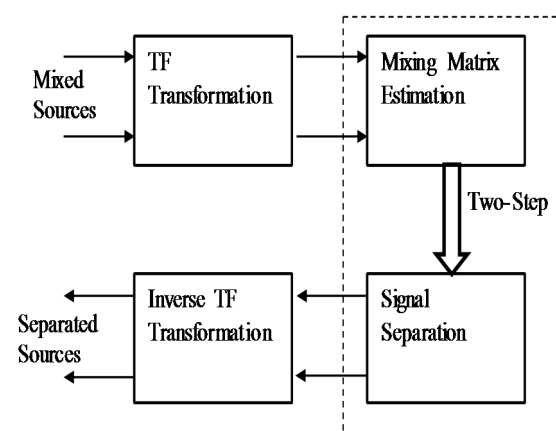 Mixed
Sources
TF
Transformation
Mixing Matrix
Estimation
Two-Step
Signal
Separation
Inverse TF
Transformation
Separated
Sources